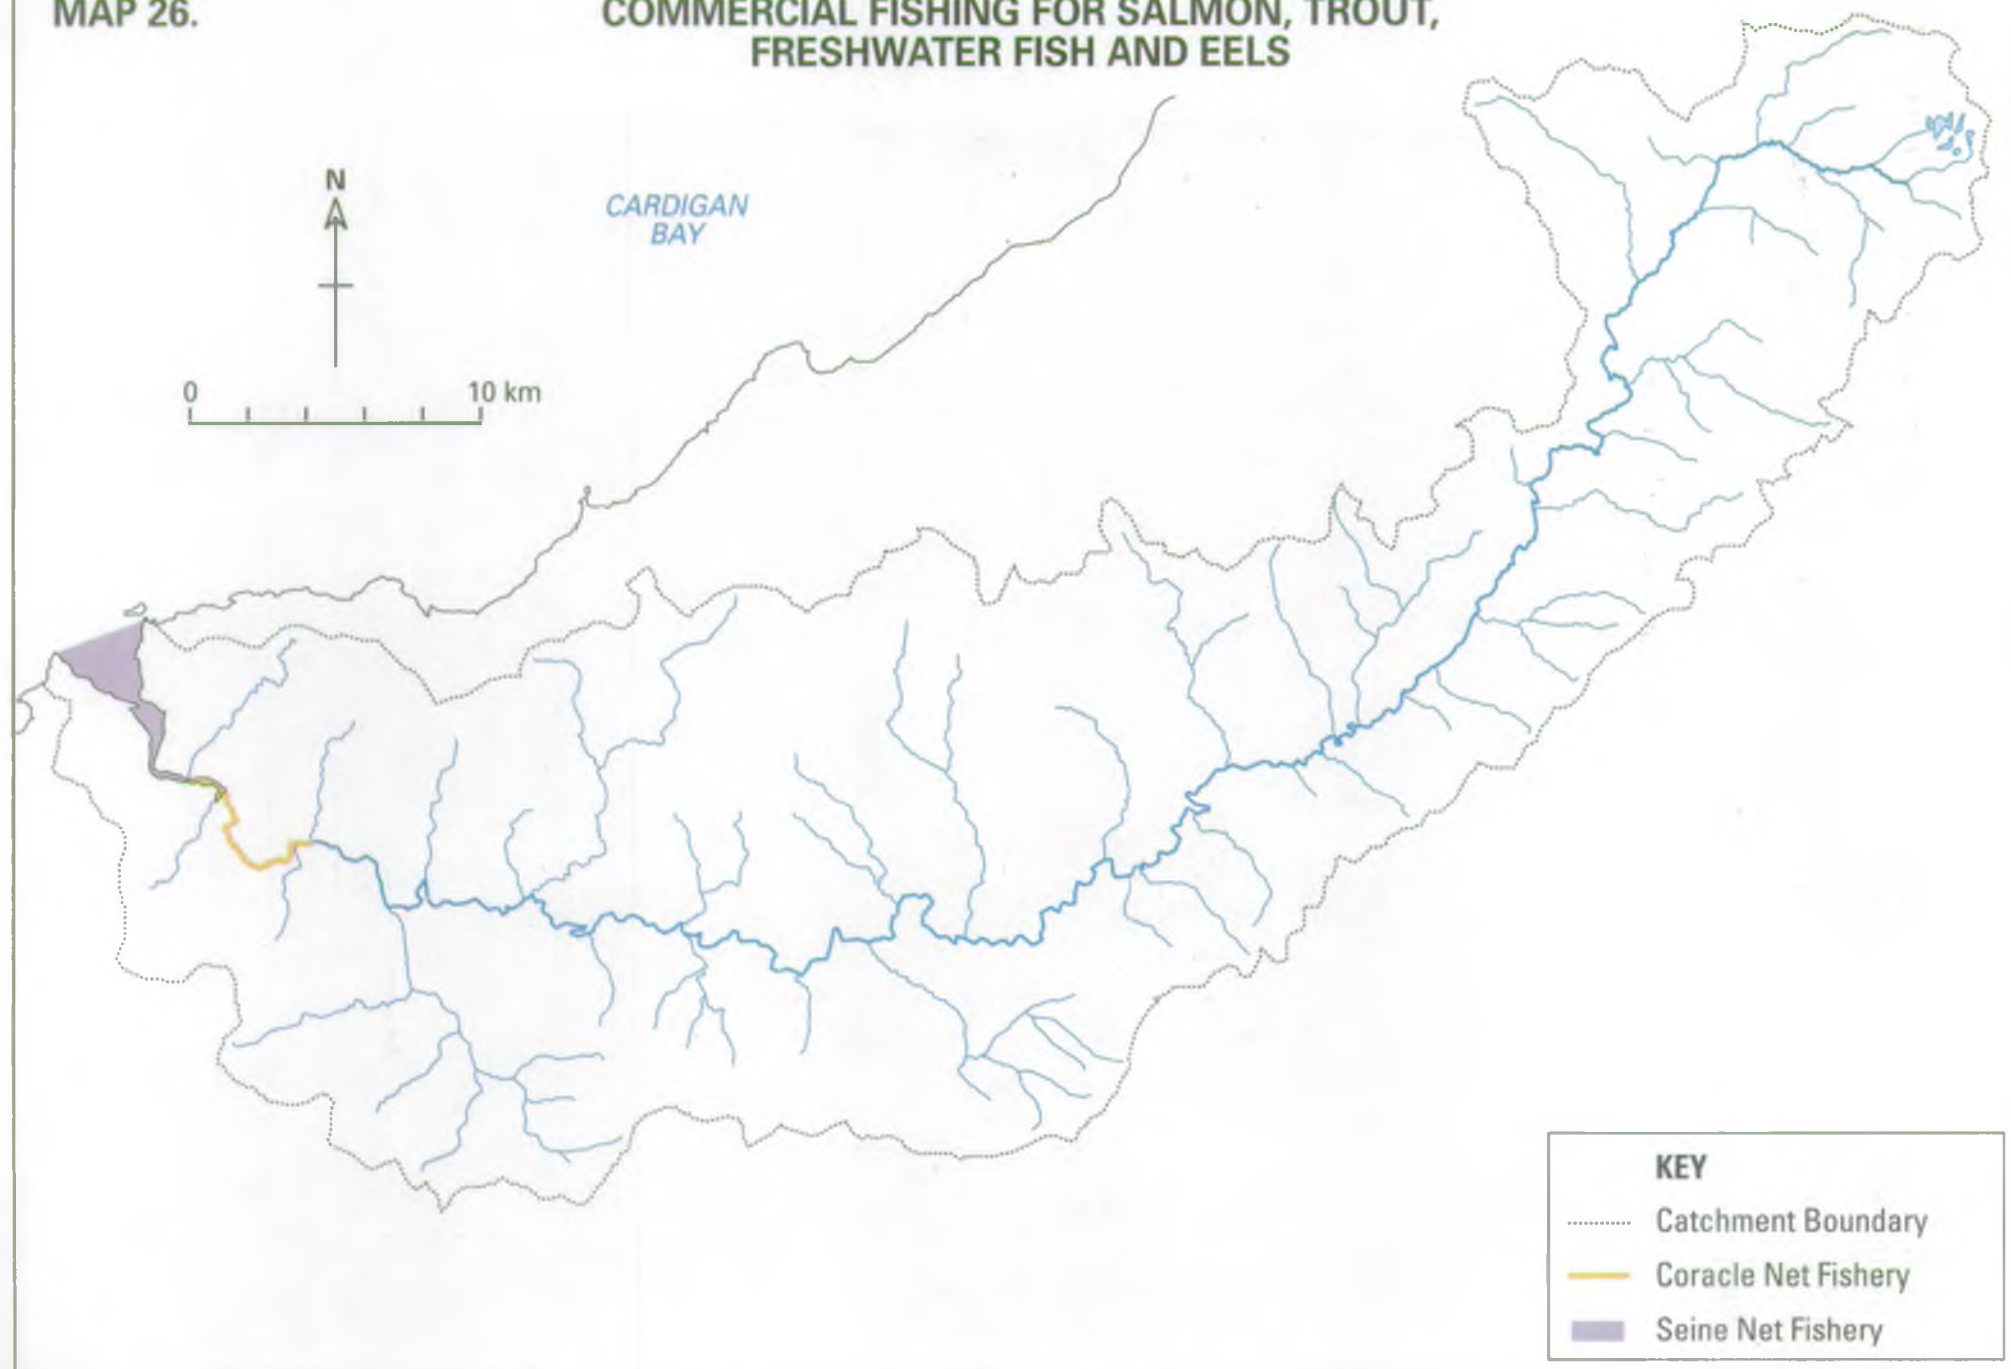 MAP 26.
COMMERCIAL FISHING FOR SALMON, TROUT,
FRESHWATER FISH AND EELS
N
CARDIGAN
BAY
0 10 km
KEY
Catchment Boundary
Coracle Net Fishery
Seine Net Fishery